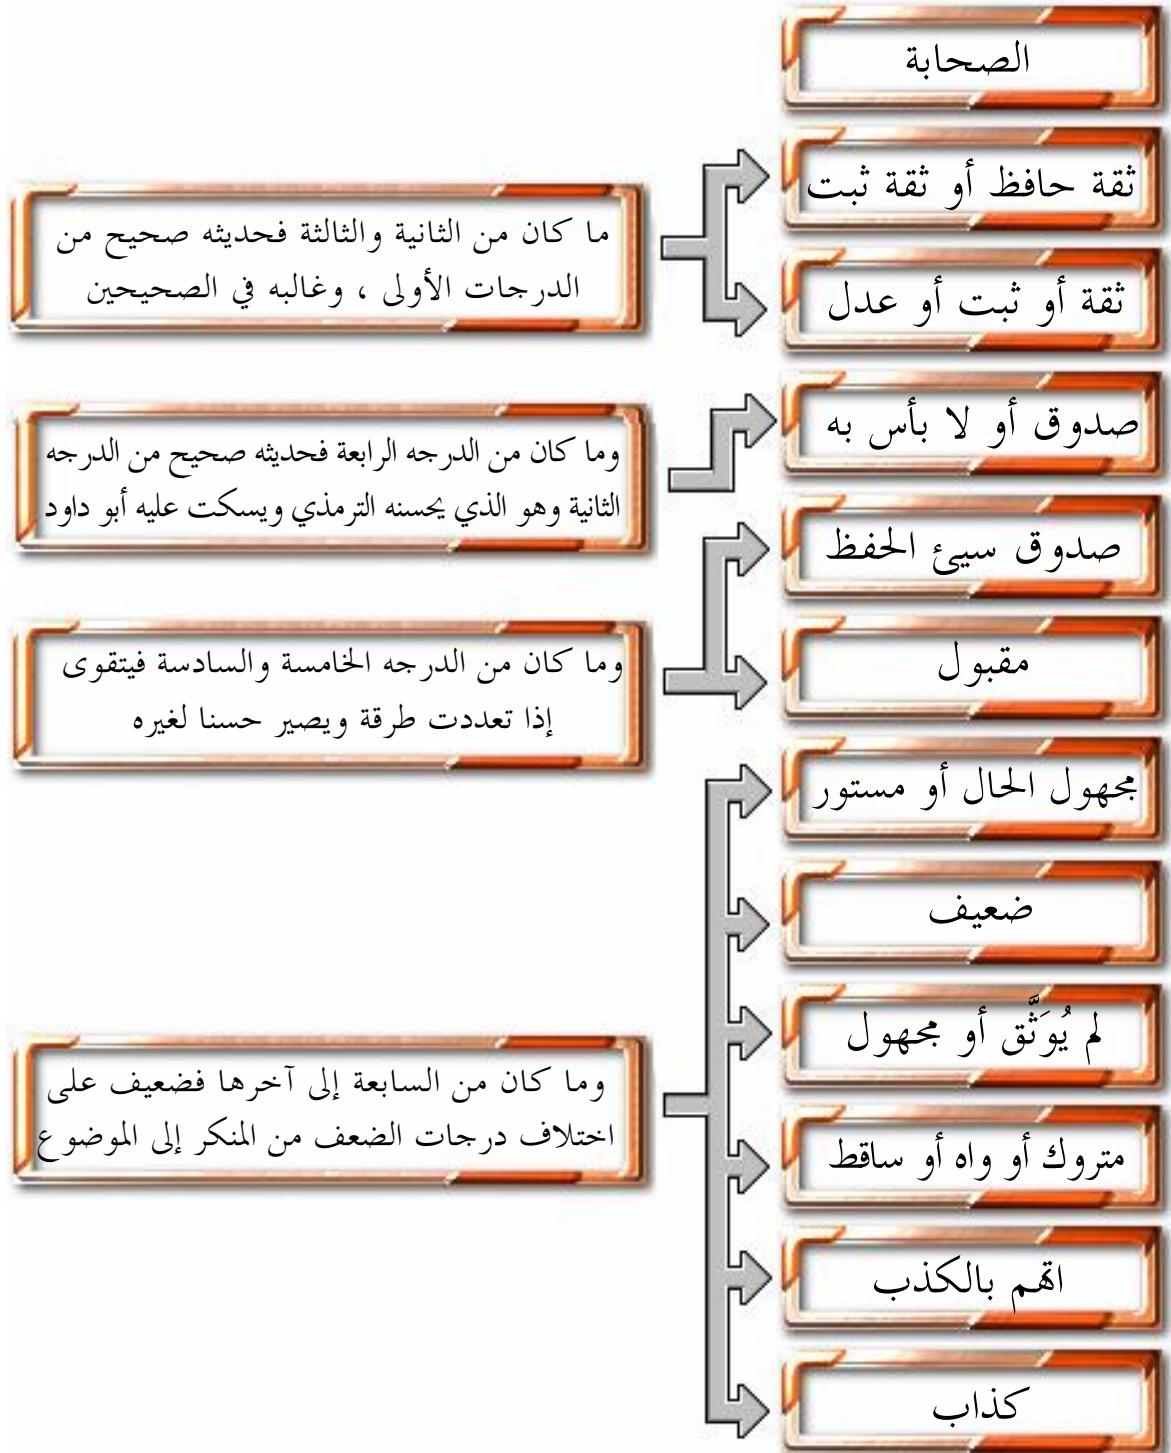 الصحابة
ثقة حافظ أو ثقة ثبت
ثقة أو ثبت أو عدل
صدوق أو لا بأس به
صدوق سيئ الحفظ
مقبول
مجهول الحال أو مستور
ضعيف
لم يُوَثَّق أو مجهول
متروك أو واه أو ساقط
اتهم بالكذب
كذاب
ما كان من الثانية والثالثة فحديثه صحيح من
الدرجات الأولى ، وغالبه في الصحيحين
وما كان من الدرجه الرابعة فحديثه صحيح من الدرجه
الثانية وهو الذي يحسنه الترمذي ويسكت عليه أبو داود
وما كان من الدرجه الخامسة والسادسة فيتقوى
إذا تعددت طرقة ويصير حسنا لغيره
وما كان من السابعة إلى آخرها فضعيف على
اختلاف درجات الضعف من المنكر إلى الموضوع